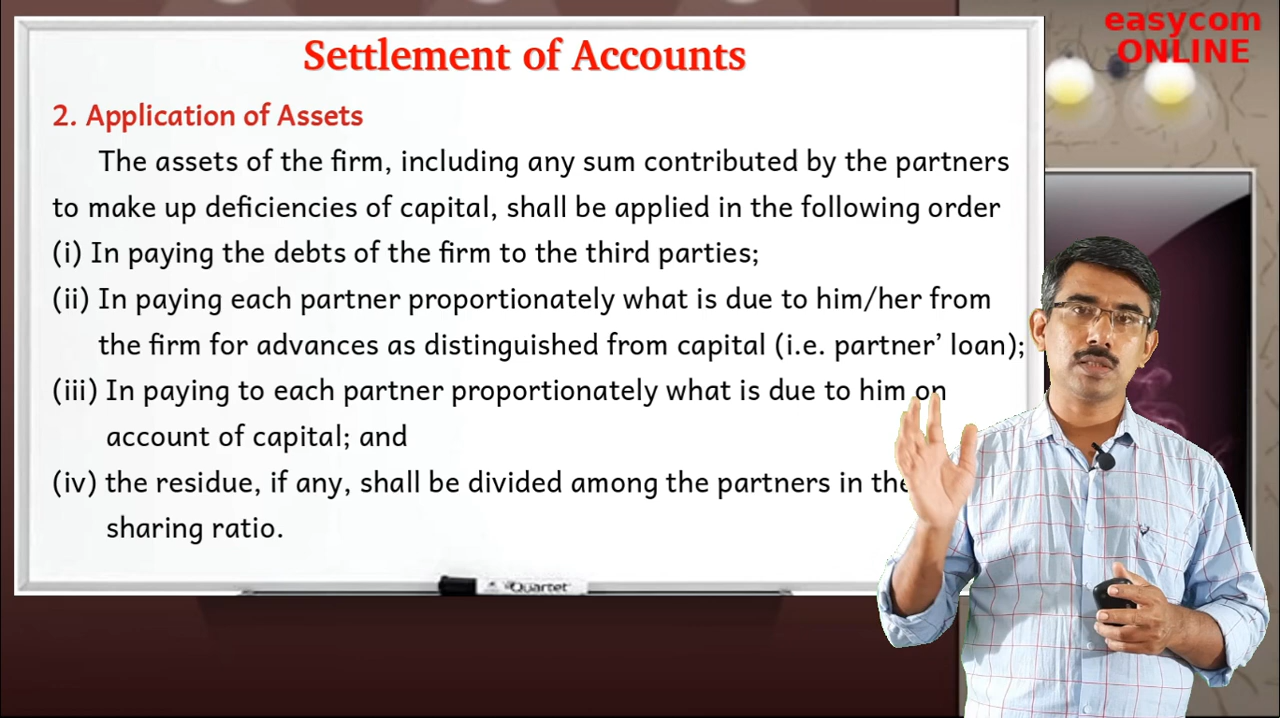 Settlement of Accounts
easycom
ONLINE
2. Application of Assets
The assets of the firm, including any sum contributed by the partners
to make up deficiencies of capital, shall be applied in the following order
(i) In paying the debts of the firm to the third parties;
(ii) In paying each partner proportionately what is due to him/her from
the firm for advances as distinguished from capital (i.e. partner’ loan);
(iii) In paying to each partner proportionately what is due to him on
account of capital; and
(iv) the residue, if any, shall be divided among the partners in the
sharing ratio.
Quartet